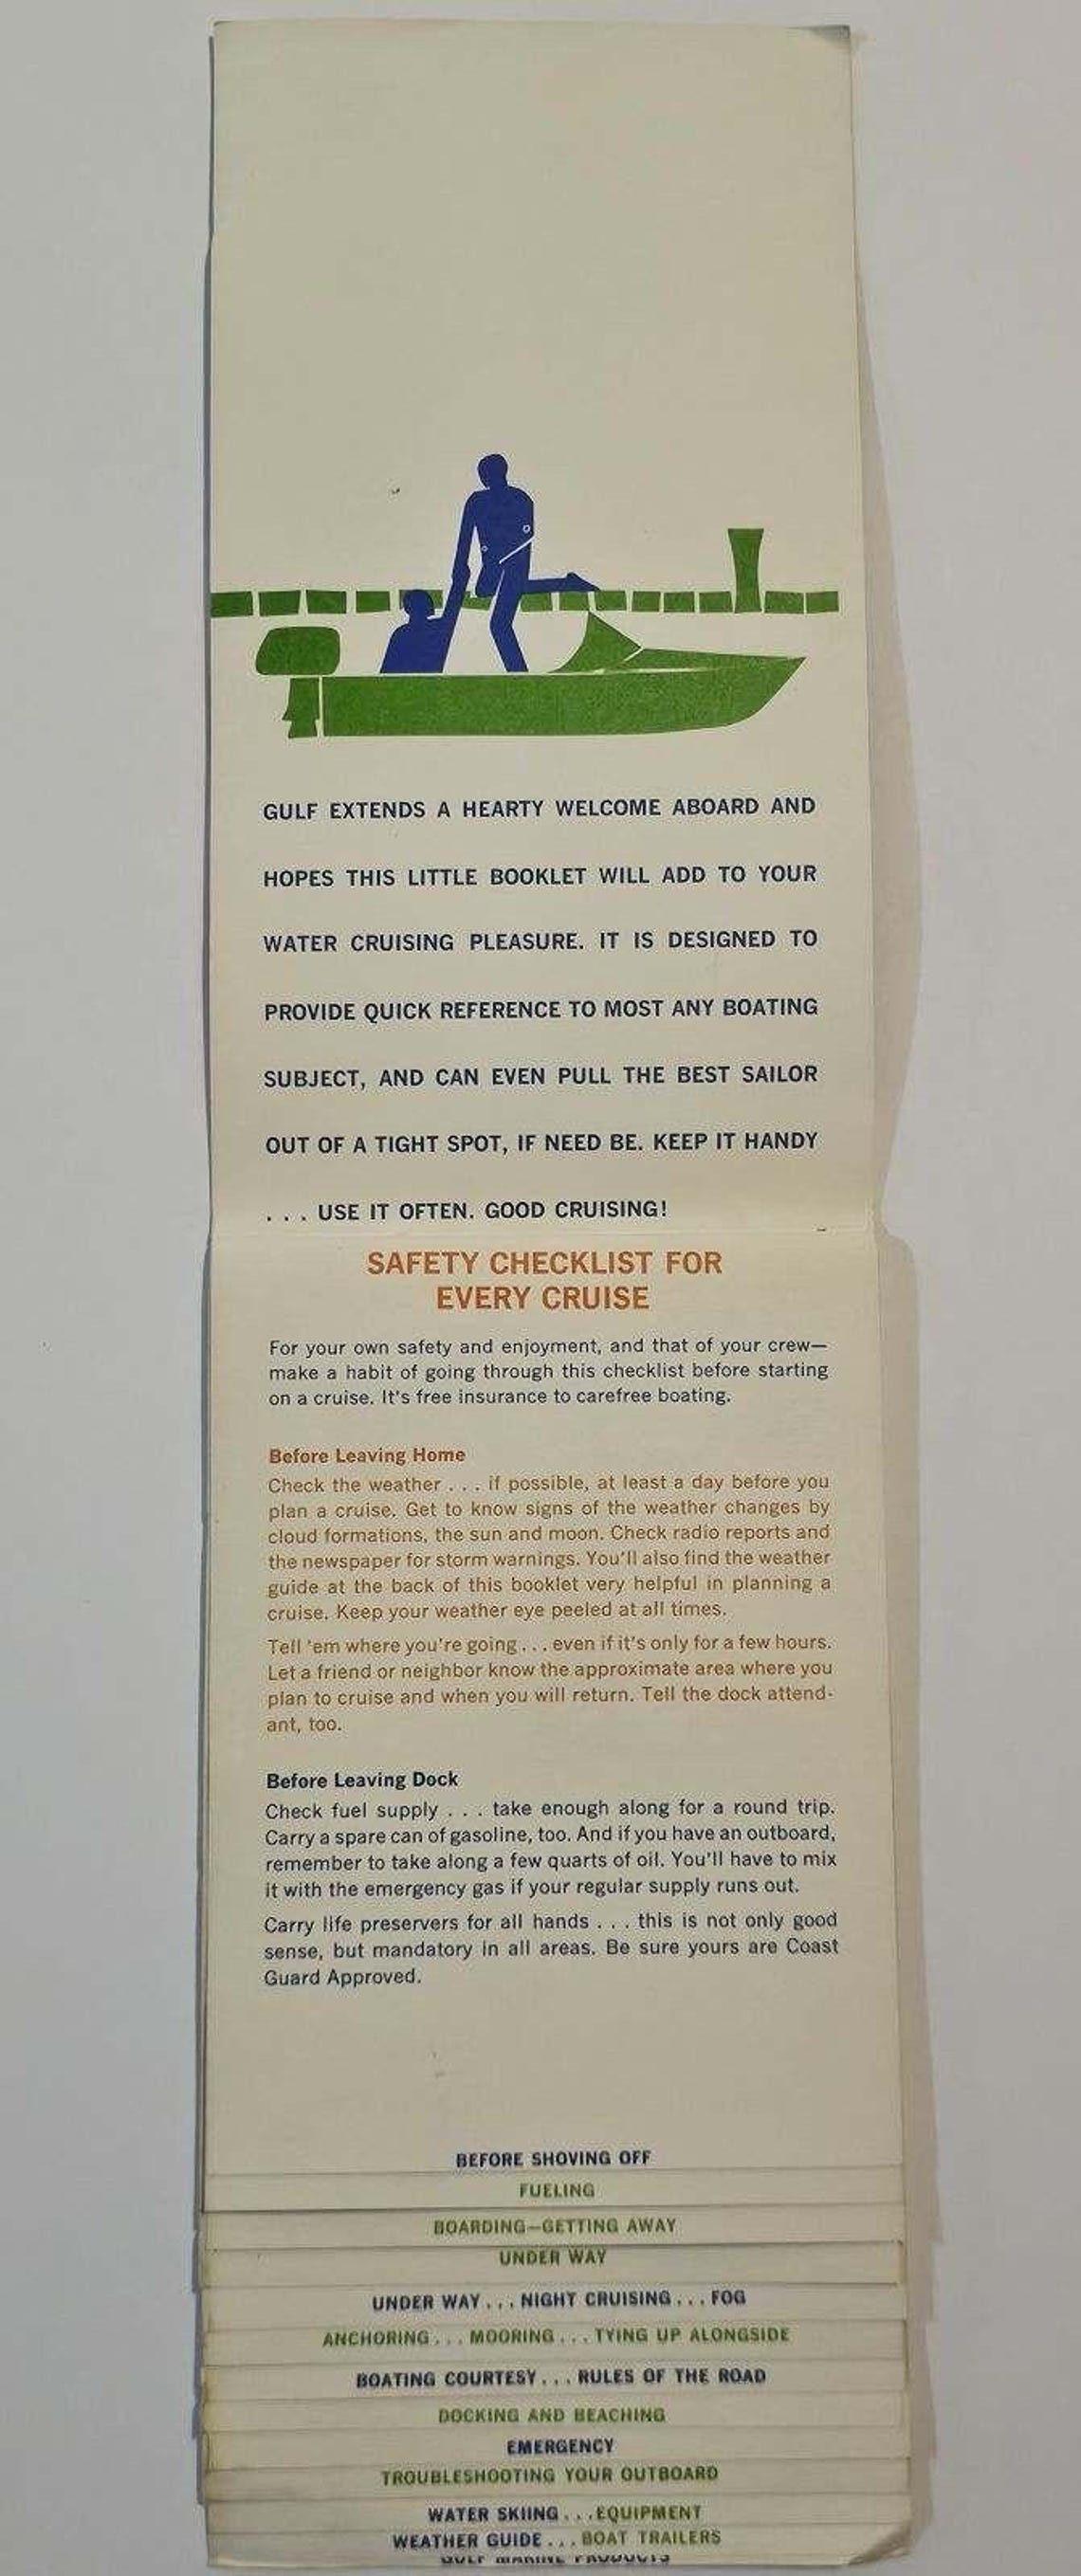 GULF EXTENDS A HEARTY WELCOME ABOARD AND
HOPES THIS LITTLE BOOKLET WILL ADD TO YOUR
WATER CRUISING PLEASURE. IT IS DESIGNED TO
PROVIDE QUICK REFERENCE TO MOST ANY BOATING
SUBJECT, AND CAN EVEN PULL THE BEST SAILOR
OUT OF A TIGHT SPOT, IF NEED BE. KEEP IT HANDY
. . . USE IT OFTEN. GOOD CRUISING!
SAFETY CHECKLIST FOR
EVERY CRUISE
For your own safety and enjoyment, and that of your crew—
make a habit of going through this checklist before starting
on a cruise. It's free insurance to carefree boating.
Before Leaving Home
Check the weather . . . if possible, at least a day before you
plan a cruise. Get to know signs of the weather changes by
cloud formations, the sun and moon. Check radio reports and
the newspaper for storm warnings. You'll also find the weather
guide at the back of this booklet very helpful in planning a
cruise. Keep your weather eye peeled at all times.
Tell 'em where you're going . . . even if it's only for a few hours.
Let a friend or neighbor know the approximate area where you
plan to cruise and when you will return. Tell the dock attend-
ant, too.
Before Leaving Dock
Check fuel supply . . . take enough along for a round trip.
Carry a spare can of gasoline, too. And if you have an outboard,
remember to take along a few quarts of oil. You'll have to mix
it with the emergency gas if your regular supply runs out.
Carry life preservers for all hands . . . this is not only good
sense, but mandatory in all areas. Be sure yours are Coast
Guard Approved.
BEFORE SHOVING OFF
FUELING
BOARDING—GETTING AWAY
UNDER WAY
UNDER WAY . . . NIGHT CRUISING . . . FOG
ANCHORING . . . MOORING . . . TYING UP ALONGSIDE
BOATING COURTESY . . . RULES OF THE ROAD
DOCKING AND BEACHING
EMERGENCY
TROUBLESHOOTING YOUR OUTBOARD
WATER SKIING . . . EQUIPMENT
WEATHER GUIDE . . . BOAT TRAILERS
GULF MARINE PRODUCTS